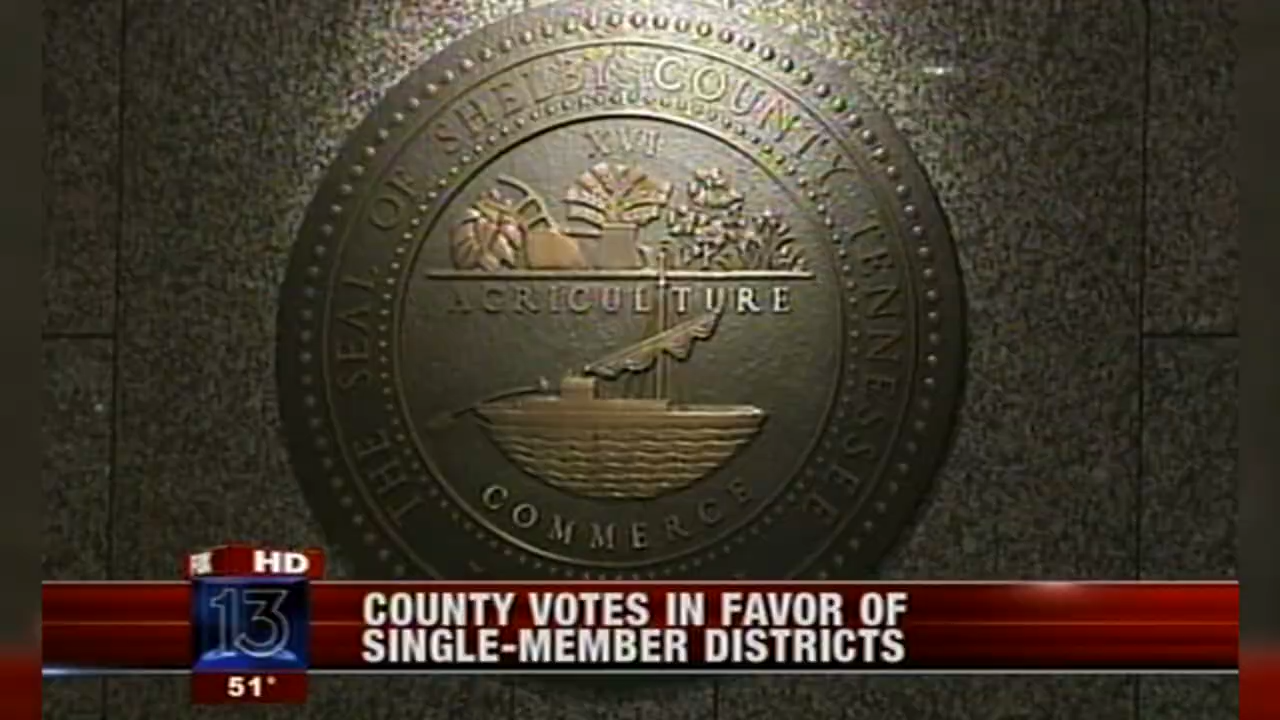 THE SEAL OF SHELBY COUNTY, TENNESSEE
XVI
AGRICULTURE
COMMERCE
FOX HD
13
COUNTY VOTES IN FAVOR OF
SINGLE-MEMBER DISTRICTS
51°